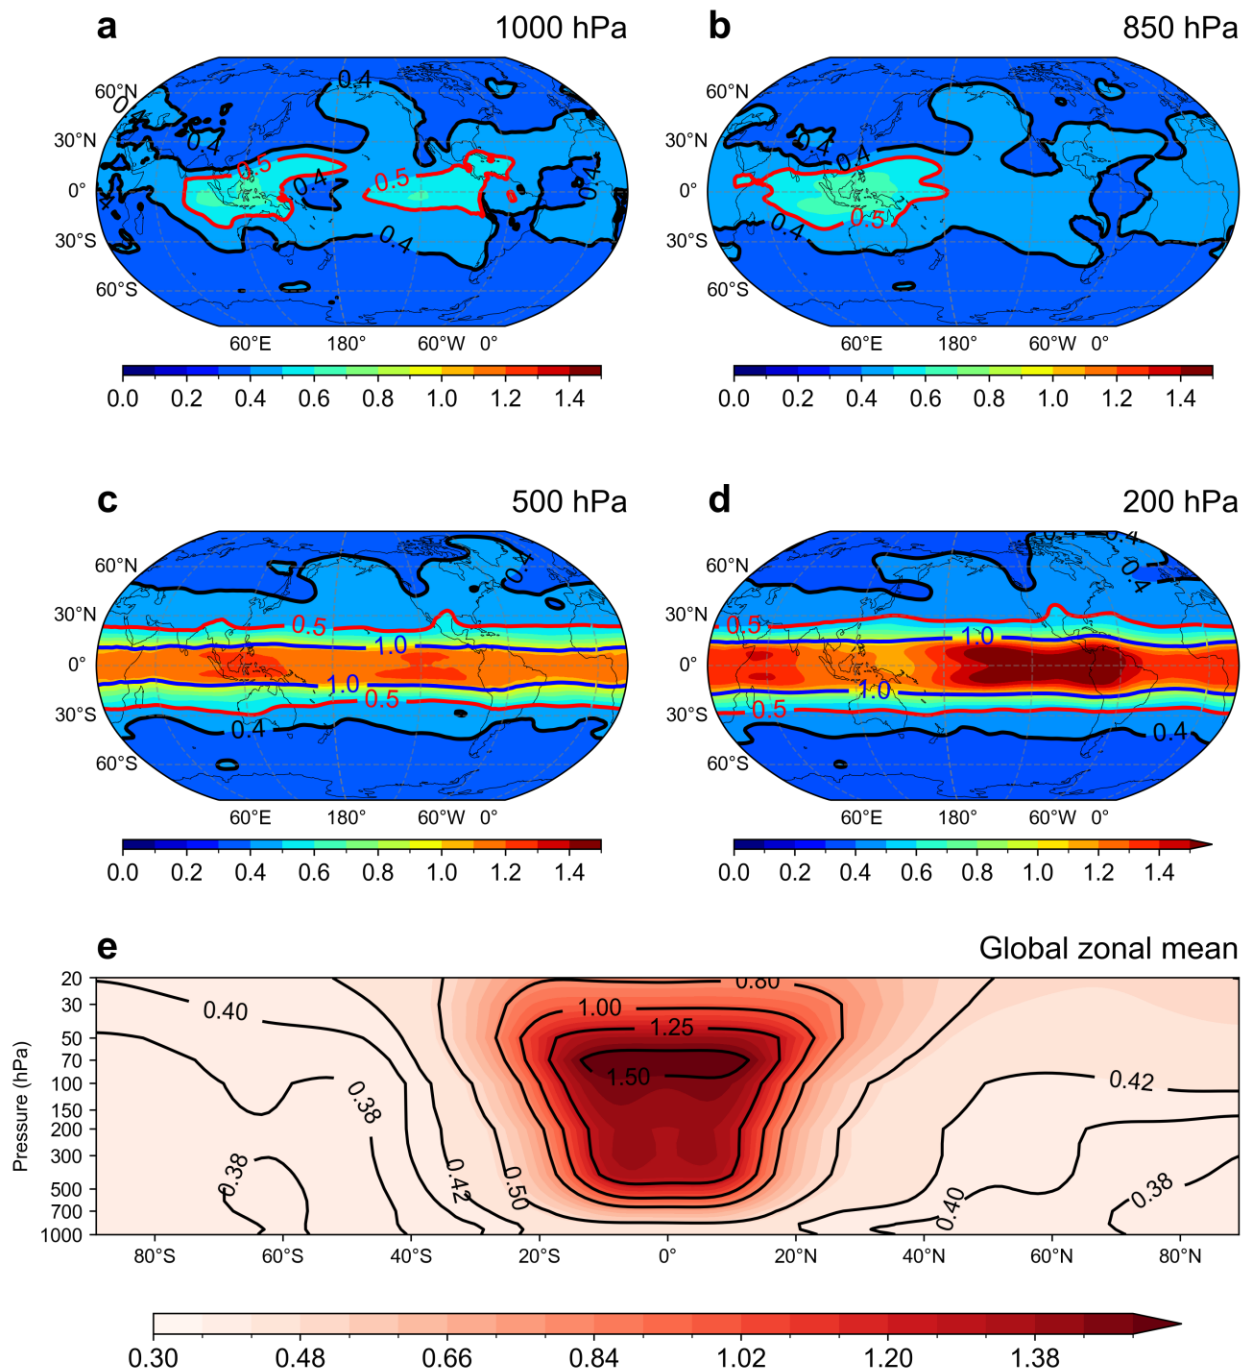 a 1000 hPa b 850 hPa
0.4 0.4 0.4 0.5 0.4 0.5 0.4 0.4
0.4 0.4 0.5 0.4
60°N 30°N 0° 30°S 60°S
60°N 30°N 0° 30°S 60°S
60°E 180° 60°W 0° 60°E 180° 60°W 0°
0.0 0.2 0.4 0.6 0.8 1.0 1.2 1.4 0.0 0.2 0.4 0.6 0.8 1.0 1.2 1.4
c 500 hPa d 200 hPa
0.4 0.5 1.0 1.0 0.5 0.4
0.4 0.4 0.4 0.5 1.0 1.0 0.5 0.4
60°N 30°N 0° 30°S 60°S
60°N 30°N 0° 30°S 60°S
60°E 180° 60°W 0° 60°E 180° 60°W 0°
0.0 0.2 0.4 0.6 0.8 1.0 1.2 1.4 0.0 0.2 0.4 0.6 0.8 1.0 1.2 1.4
e Global zonal mean
Pressure (hPa)
20 0.80
30 0.40 1.00
50 1.25
70 1.50
100 0.42
150 0.38
200
300 0.38
500 0.42 0.50 0.38
700 0.40
1000
80°S 60°S 40°S 20°S 0° 20°N 40°N 60°N 80°N
0.30 0.48 0.66 0.84 1.02 1.20 1.38